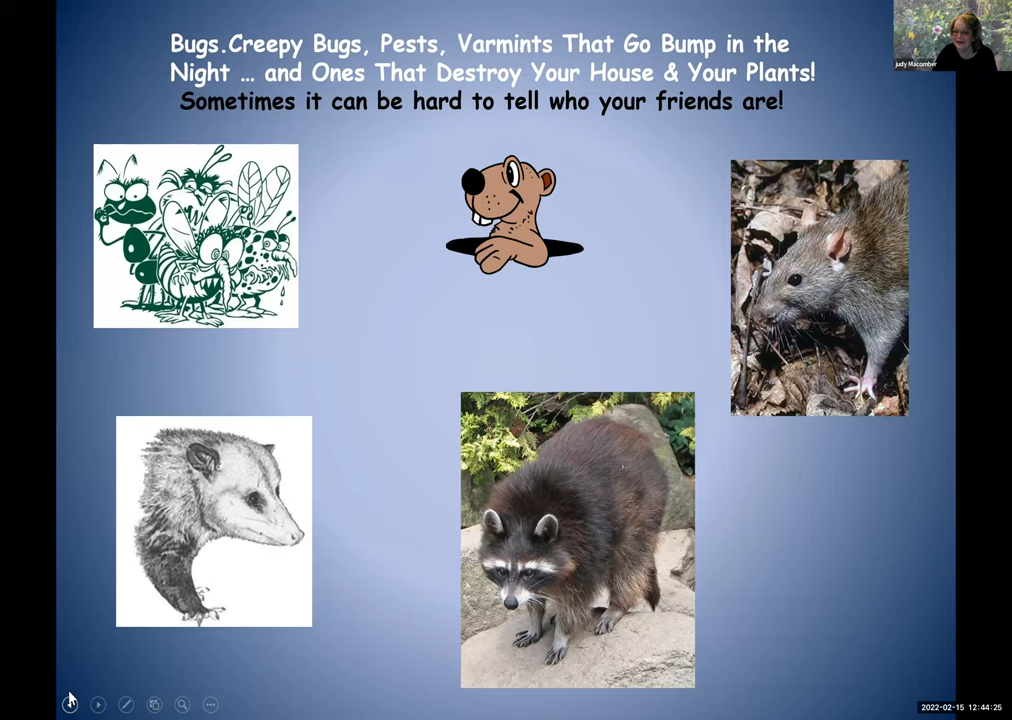 Bugs.Creepy Bugs, Pests, Varmints That Go Bump in the
Night … and Ones That Destroy Your House & Your Plants!
Sometimes it can be hard to tell who your friends are!
judy Macomber
2022-02-15 12:44:25